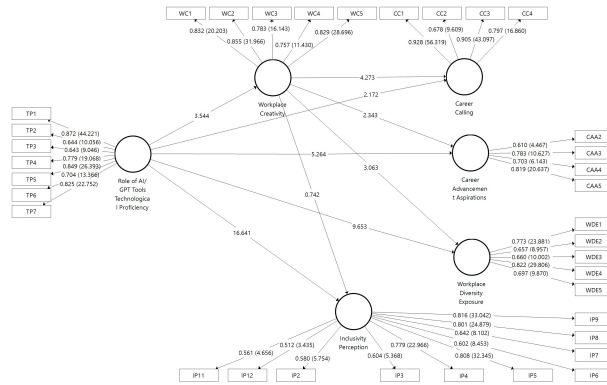 WC1
WC2
WC3
WC4
WC5
CC1
CC2
CC3
CC4
0.832 (20.203)
0.855 (31.966)
0.783 (16.143)
0.757 (11.430)
0.829 (28.696)
0.928 (56.319)
0.678 (9.609)
0.905 (43.097)
0.797 (16.860)
Workplace
Creativity
Career
Calling
4.273
2.172
3.544
2.343
TP1
TP2
TP3
TP4
TP5
TP6
TP7
0.872 (44.221)
0.644 (10.056)
0.643 (9.046)
0.779 (19.068)
0.849 (26.393)
0.704 (13.366)
0.825 (22.752)
Role of AI/
GPT Tools
Technologica
l Proficiency
5.264
3.063
0.742
9.653
16.641
Career
Advancemen
t Aspirations
0.610 (4.467)
0.783 (10.627)
0.703 (6.143)
0.819 (20.637)
CAA2
CAA3
CAA4
CAA5
Workplace
Diversity
Exposure
0.773 (23.881)
0.657 (8.957)
0.660 (10.002)
0.822 (29.806)
0.697 (9.870)
WDE1
WDE2
WDE3
WDE4
WDE5
Inclusivity
Perception
0.816 (33.042)
0.801 (24.879)
0.642 (8.102)
0.602 (8.453)
0.808 (32.345)
0.779 (22.966)
0.604 (5.368)
0.580 (5.754)
0.512 (3.435)
0.561 (4.656)
IP9
IP8
IP7
IP6
IP11
IP12
IP2
IP3
IP4
IP5